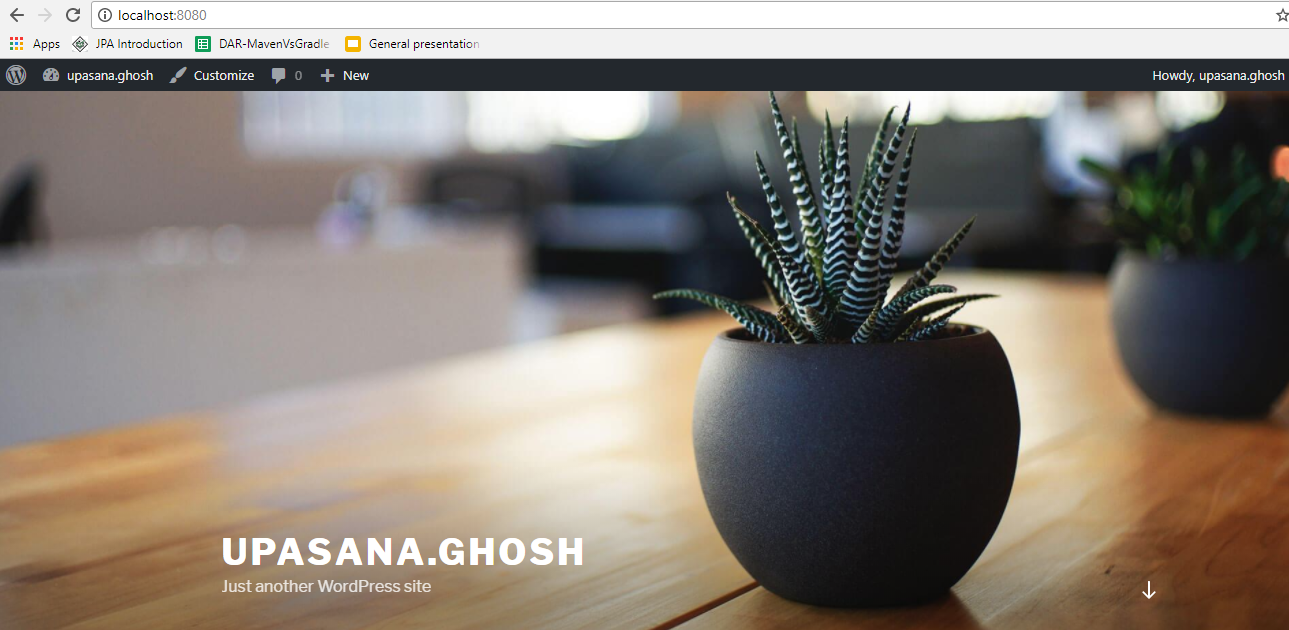 localhost:8080
Apps JPA Introduction DAR-MavenVsGradle General presentation
upasana.ghosh Customize 0 New Howdy, upasana.ghosh
UPASANA.GHOSH
Just another WordPress site